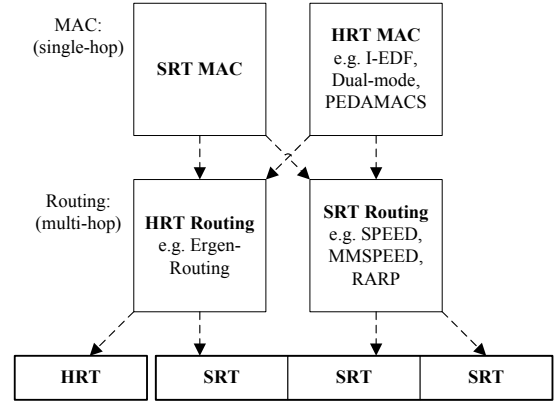 MAC:
(single-hop)
SRT MAC
HRT MAC
e.g. I-EDF,
Dual-mode,
PEDAMACS
Routing:
(multi-hop)
HRT Routing
e.g. Ergen-
Routing
SRT Routing
e.g. SPEED,
MMSPEED,
RARP
HRT
SRT
SRT
SRT